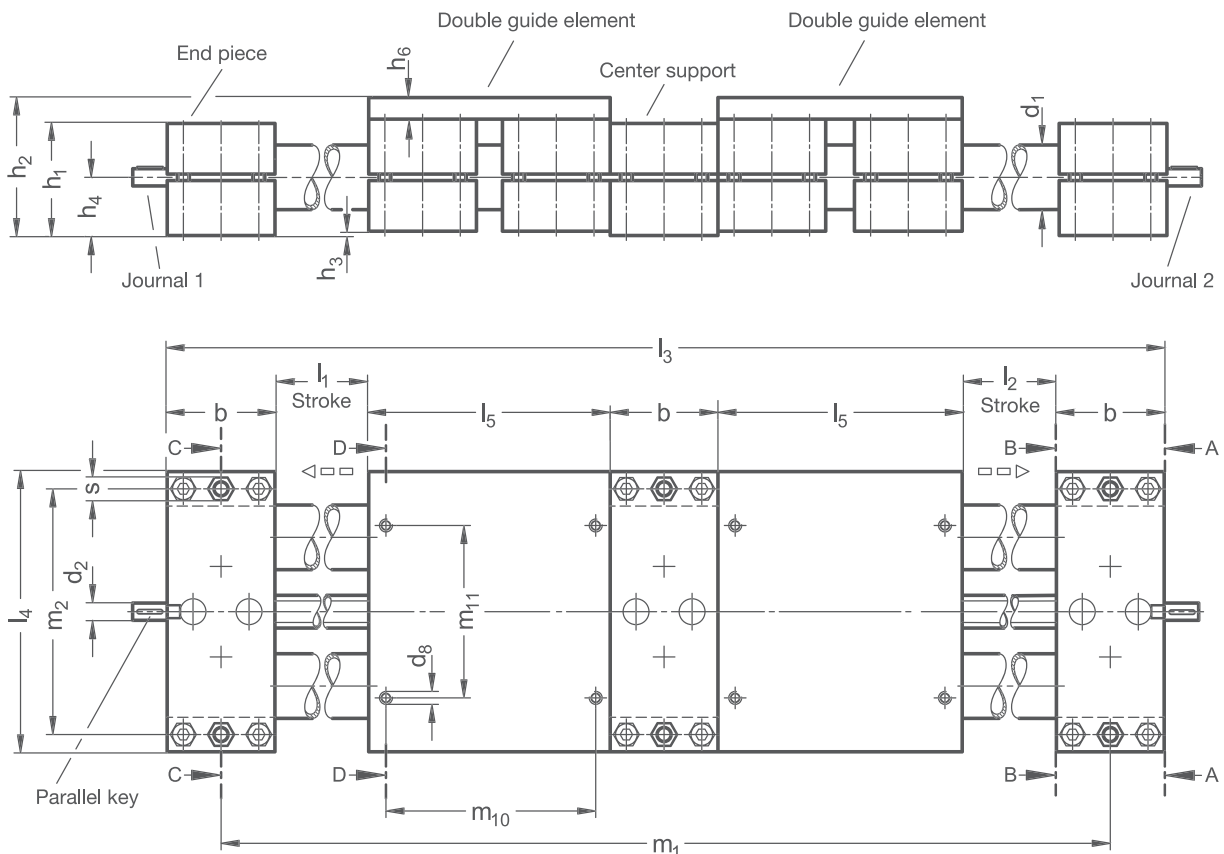 Double guide element
Double guide element
End piece
Center support
h6
d1
h2
h1
h4
h3
Journal 1
Journal 2
l3
b
l1
Stroke
l5
b
l5
l2
Stroke
b
C
D
B
A
s
d2
l4
m2
m11
d8
C
D
B
A
Parallel key
m10
m1